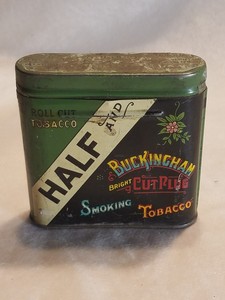 ROLL CUT
TOBACCO
HALF AND
BUCKINGHAM
BRIGHT CUT PLUG
SMOKING TOBACCO